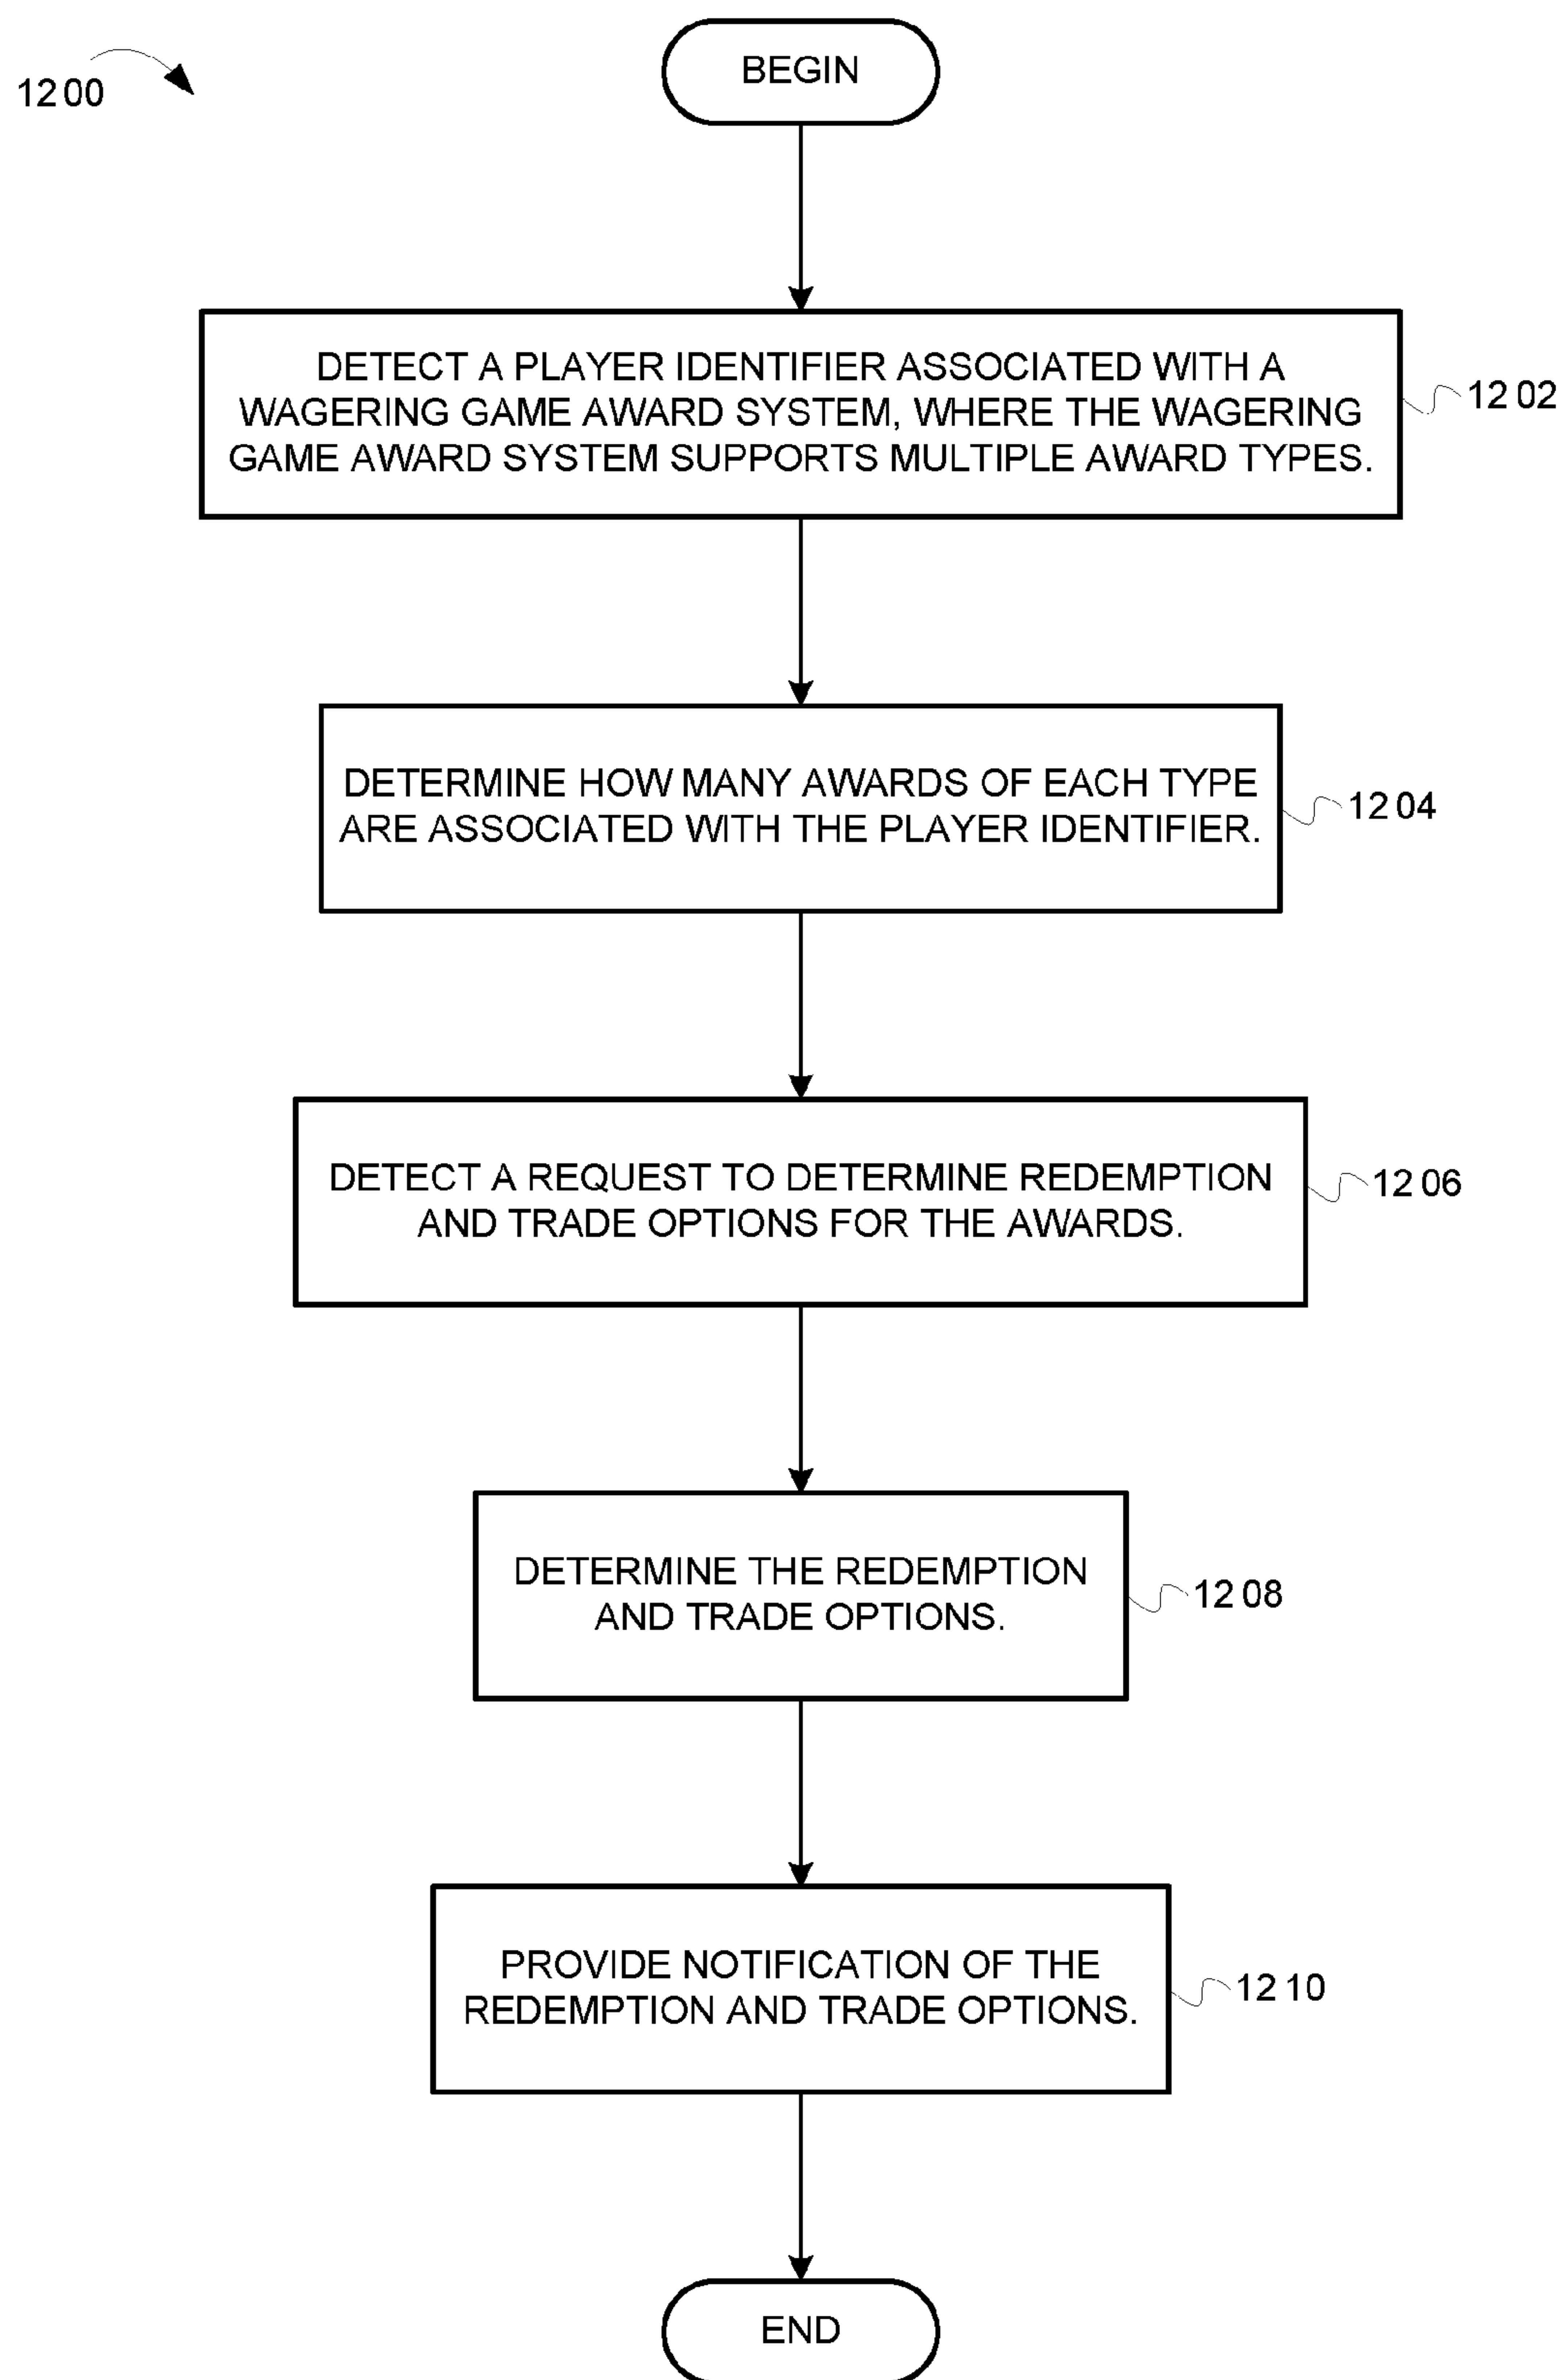 BEGIN
1200
DETECT A PLAYER IDENTIFIER ASSOCIATED WITH A
WAGERING GAME AWARD SYSTEM, WHERE THE WAGERING
GAME AWARD SYSTEM SUPPORTS MULTIPLE AWARD TYPES.
1202
DETERMINE HOW MANY AWARDS OF EACH TYPE
ARE ASSOCIATED WITH THE PLAYER IDENTIFIER.
1204
DETECT A REQUEST TO DETERMINE REDEMPTION
AND TRADE OPTIONS FOR THE AWARDS.
1206
DETERMINE THE REDEMPTION
AND TRADE OPTIONS.
1208
PROVIDE NOTIFICATION OF THE
REDEMPTION AND TRADE OPTIONS.
1210
END